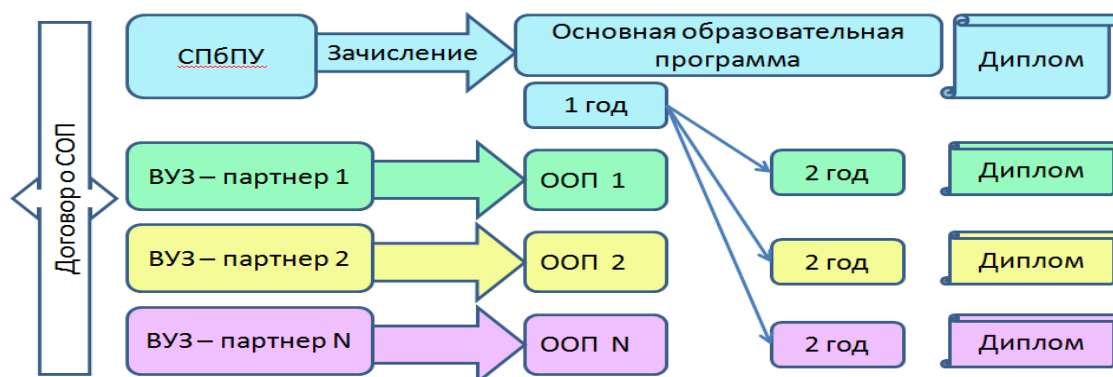 Договор о СОП
СПбПУ
Зачисление
Основная образовательная
программа
Диплом
1 год
ВУЗ – партнер 1
ООП 1
2 год
Диплом
ВУЗ – партнер 2
ООП 2
2 год
Диплом
ВУЗ – партнер N
ООП N
2 год
Диплом